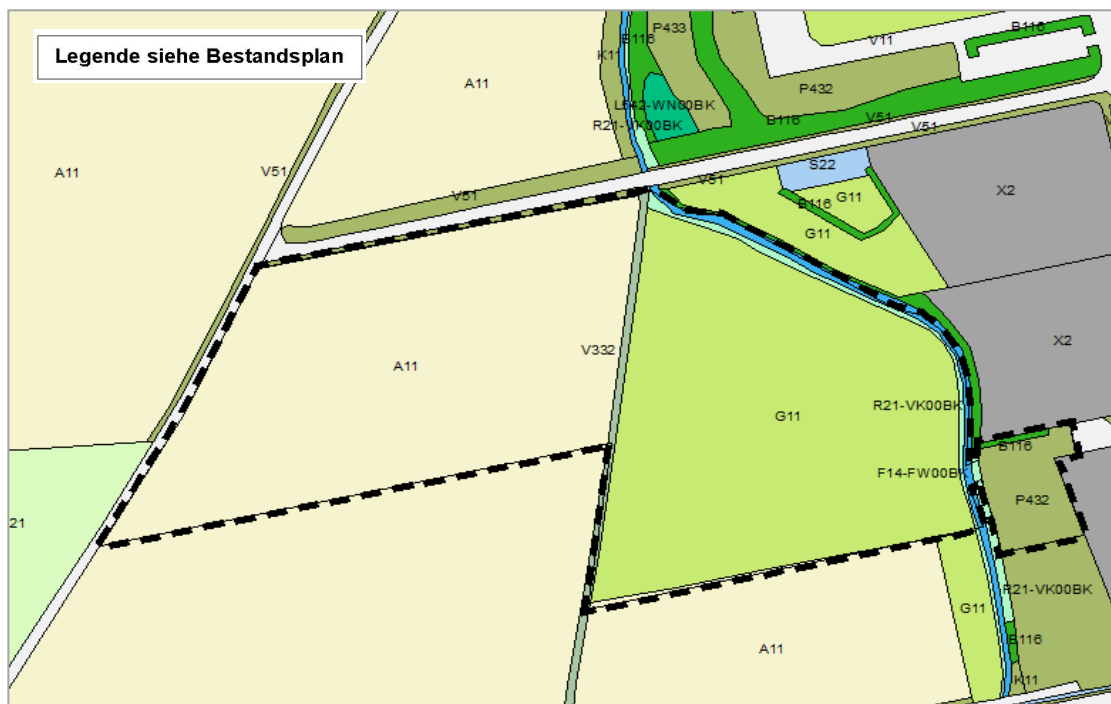 Legende siehe Bestandsplan
B116
P433
B116
V11
K11
A11
P432
L542-WN00BK
R21-VK00BK
B116
V51
V51
A11
V51
V51
V51
S22
B116
G11
X2
G11
V332
A11
X2
R21-VK00BK
G11
B116
F14-FW00BK
P432
21
R21-VK00BK
G11
B116
A11
K11